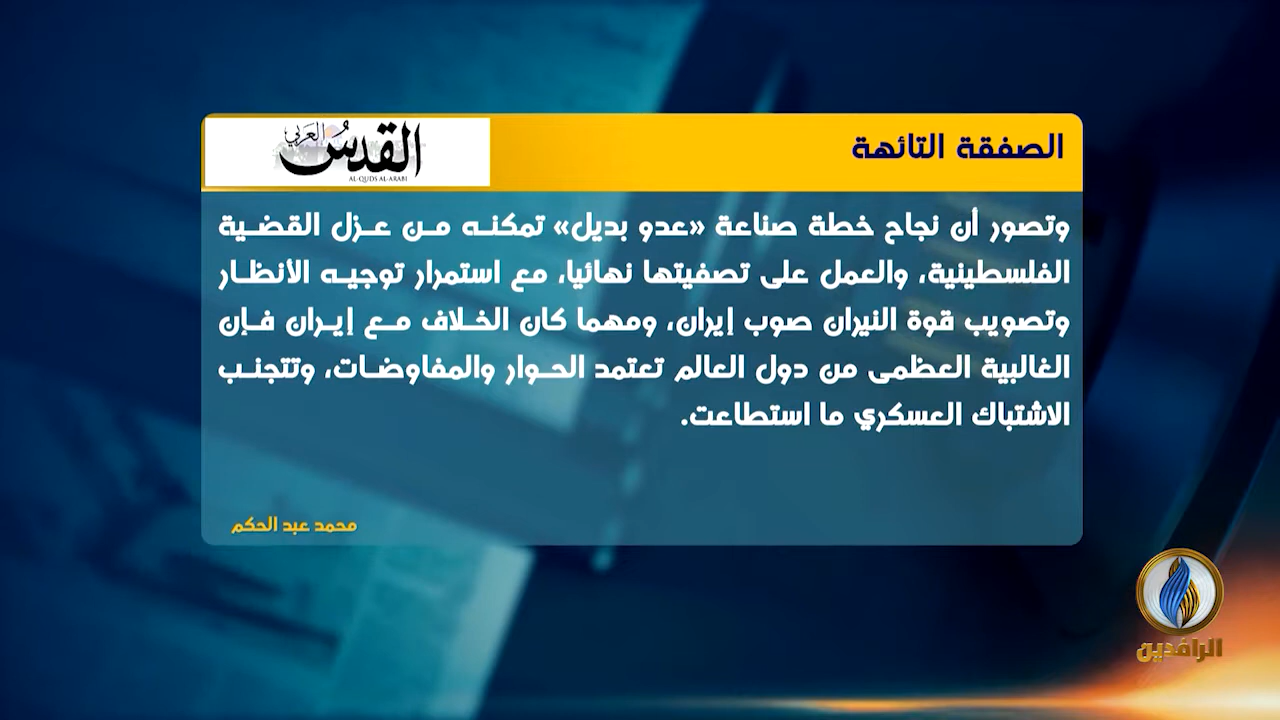 الصفقة التائهة
القدس العربي
AL-QUDS AL-ARABI
وتصور أن نجاح خطة صناعة «عدو بديل» تمكنه من عزل القضية
الفلسطينية، والعمل على تصفيتها نهائيا، مع استمرار توجيه الأنظار
وتصويب قوة النيران صوب إيران، ومهما كان الخلاف مع إيران فإن
الغالبية العظمى من دول العالم تعتمد الحوار والمفاوضات، وتتجنب
الاشتباك العسكري ما استطاعت.
محمد عبد الحكم
الرافدين